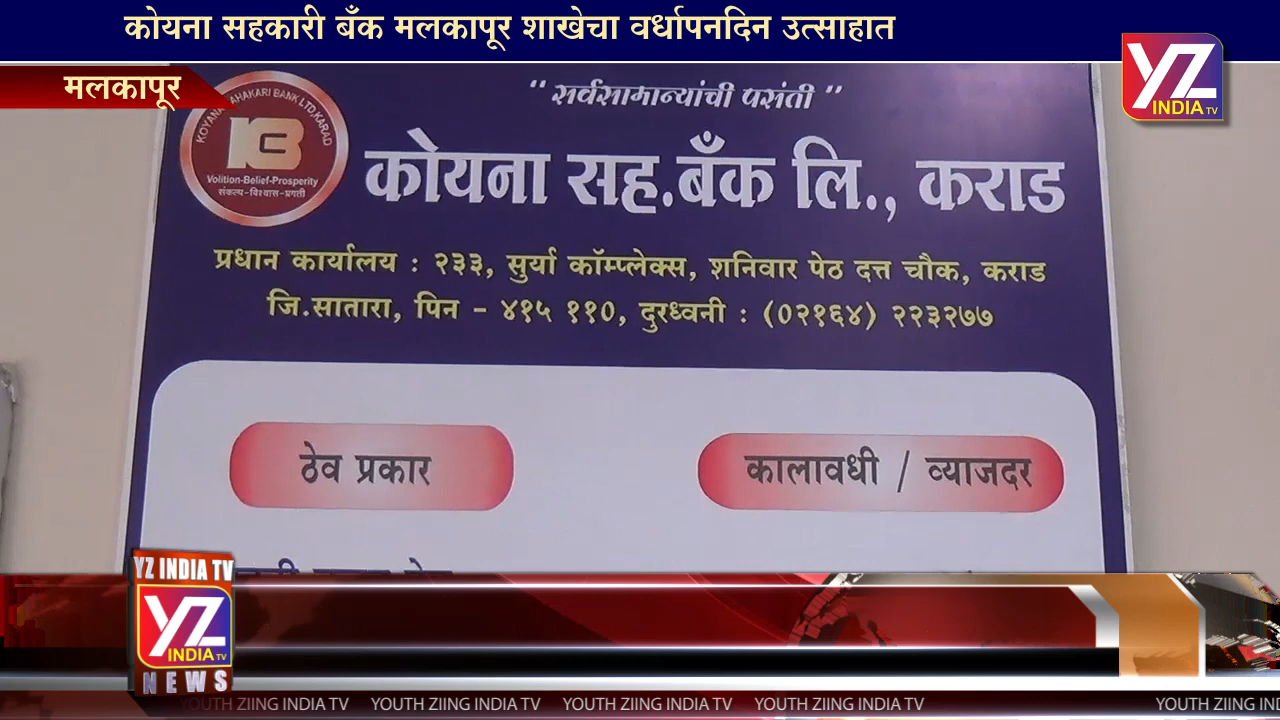 कोयना सहकारी बँक मलकापूर शाखेचा वर्धापनदिन उत्साहात
मलकापूर
YZ
INDIA TV
KOYANA SAHAKARI BANK LTD, KARAD
Volition-Belief-Prosperity
संकल्प-विश्वास-प्रगती
“ सर्वसामान्यांची पसंती ”
कोयना सह.बँक लि., कराड
प्रधान कार्यालय : २३३, सुर्या कॉम्प्लेक्स, शनिवार पेठ दत्त चौक, कराड
जि.सातारा, पिन - ४१५ ११०, दुरध्वनी : (०२१६४) २२३२७७
ठेव प्रकार
कालावधी / व्याजदर
YZ INDIA TV
YZ
INDIA TV
NEWS
YOUTH ZIING INDIA TV YOUTH ZIING INDIA TV YOUTH ZIING INDIA TV YOUTH ZIING INDIA TV YOUTH ZIING INDI